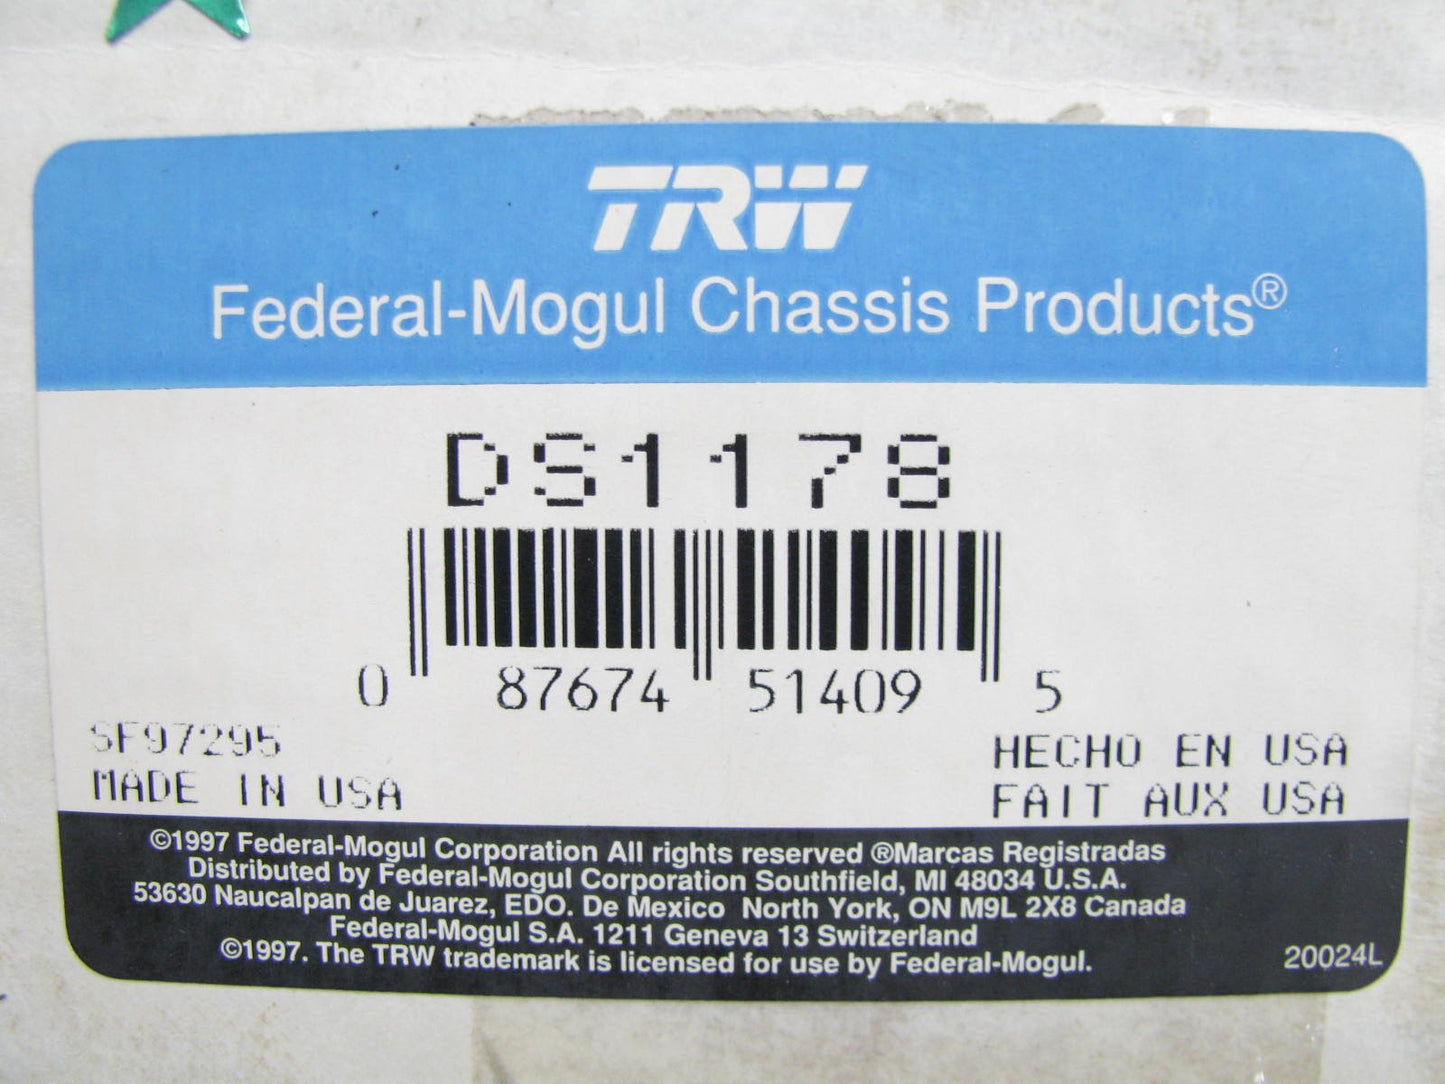 TRW
Federal-Mogul Chassis Products®
DS1178
0 87674 51409 5
SF97295
MADE IN USA
HECHO EN USA
FAIT AUX USA
©1997 Federal-Mogul Corporation All rights reserved ®Marcas Registradas
Distributed by Federal-Mogul Corporation Southfield, MI 48034 U.S.A.
53630 Naucalpan de Juarez, EDO. De Mexico North York, ON M9L 2X8 Canada
Federal-Mogul S.A. 1211 Geneva 13 Switzerland
©1997. The TRW trademark is licensed for use by Federal-Mogul.
20024L